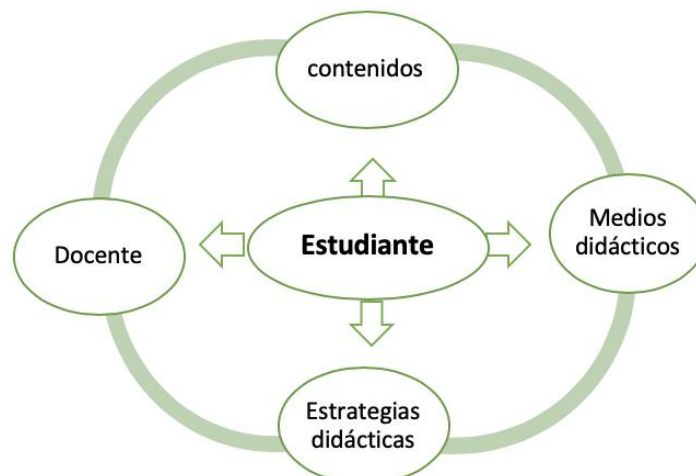 contenidos
Docente
Estudiante
Medios
didácticos
Estrategias
didácticas